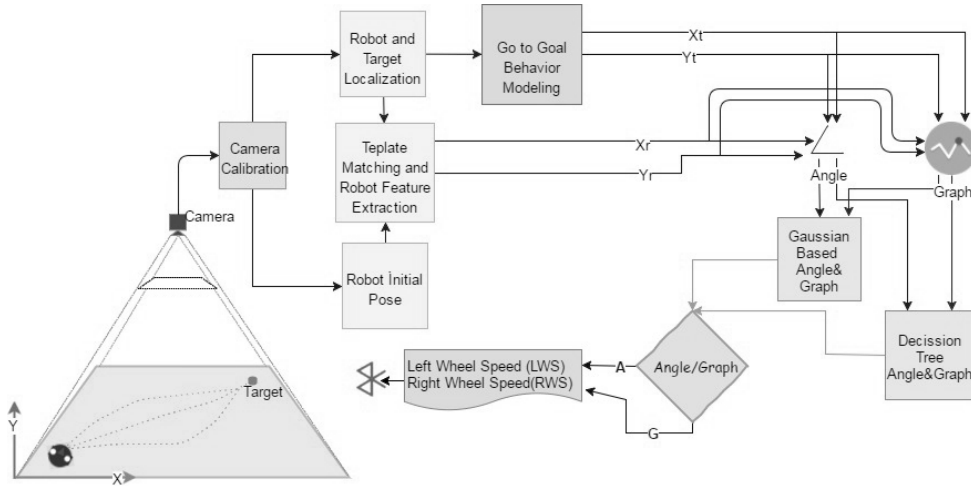 Robot and
Target
Localization
Go to Goal
Behavior
Modeling
Xt
Yt
Camera
Calibration
Teplate
Matching and
Robot Feature
Extraction
Xr
Yr
Angle
Graph
Camera
Robot İnitial
Pose
Gaussian
Based
Angle&
Graph
Decission
Tree
Angle&Graph
Left Wheel Speed (LWS)
Right Wheel Speed(RWS)
A
Angle/Graph
G
Target
Y
X